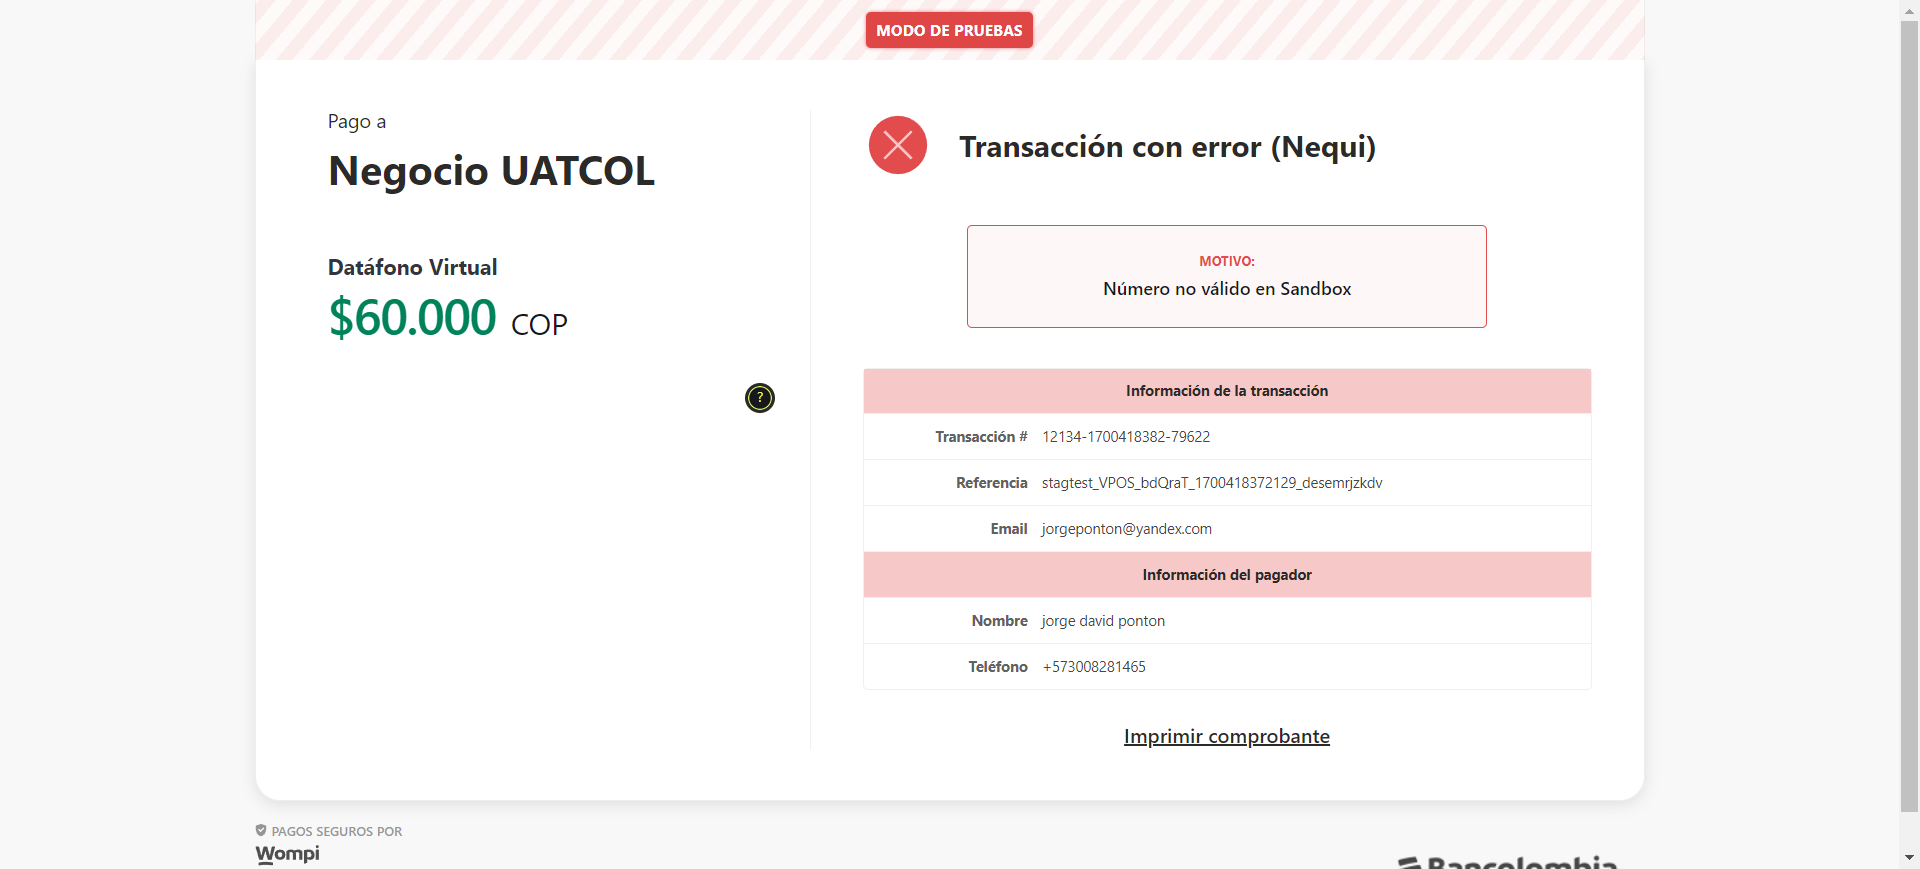 MODO DE PRUEBAS
Pago a
Negocio UATCOL
Datáfono Virtual
$60.000 COP
?
Transacción con error (Nequi)
MOTIVO:
Número no válido en Sandbox
Información de la transacción
Transacción # 12134-1700418382-79622
Referencia stagtest_VPOS_bdQraT_1700418372129_desemrjzkdv
Email jorgeponton@yandex.com
Información del pagador
Nombre jorge david ponton
Teléfono +573008281465
Imprimir comprobante
PAGOS SEGUROS POR
Wompi
Bancolombia